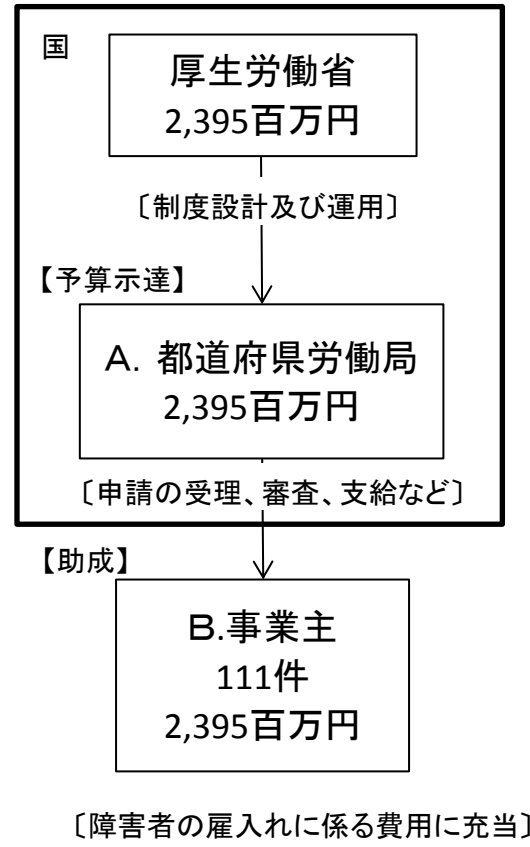 国
厚生労働省
2,395百万円
〔制度設計及び運用〕
【予算示達】
A. 都道府県労働局
2,395百万円
〔申請の受理、審査、支給など〕
【助成】
B.事業主
111件
2,395百万円
〔障害者の雇入れに係る費用に充当〕